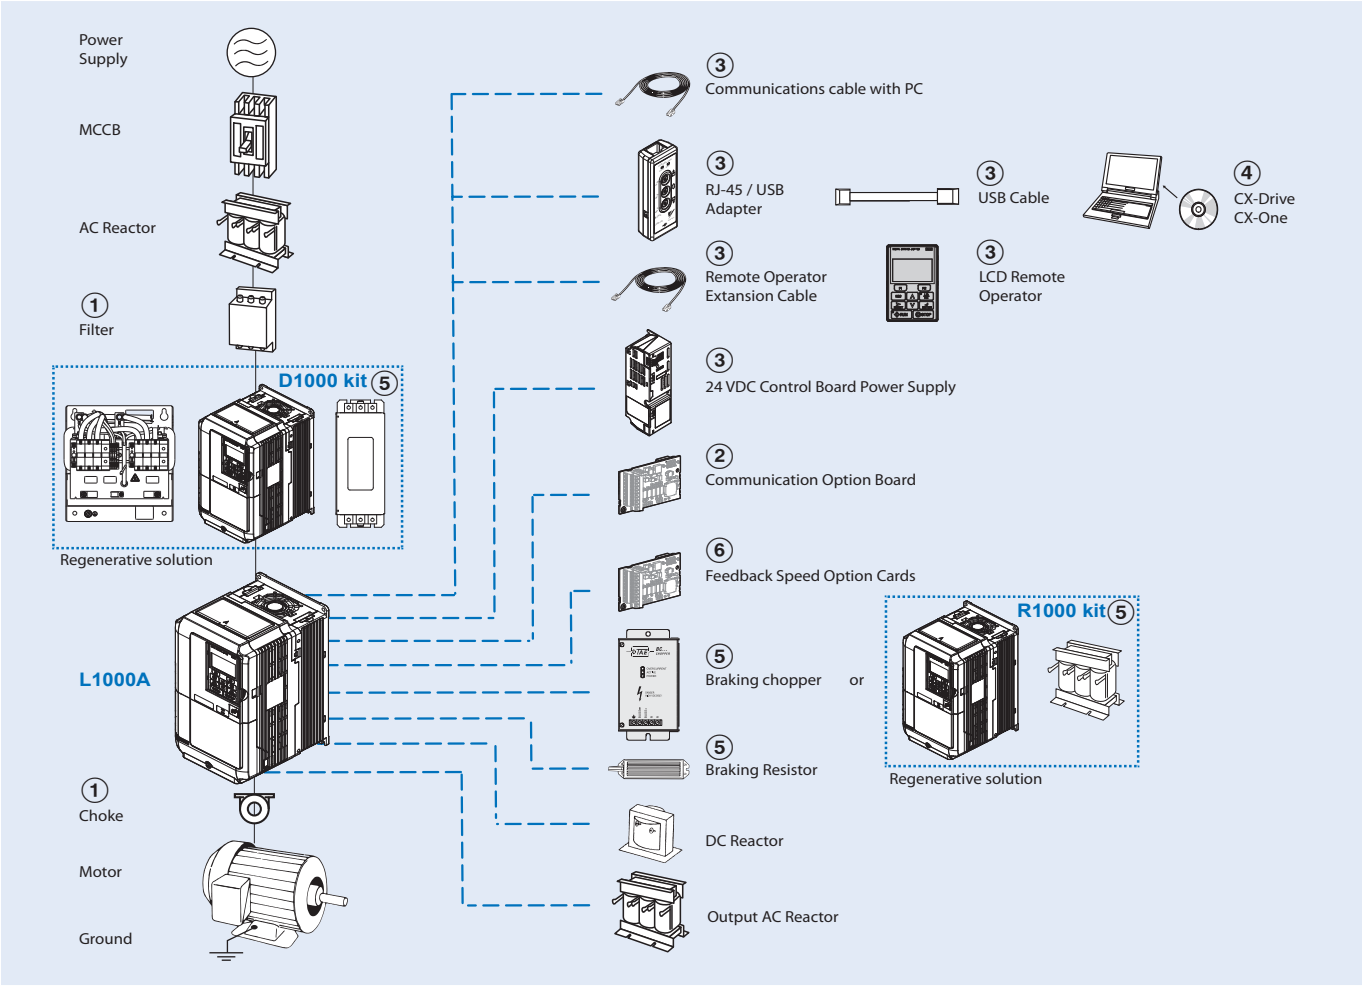 Power
Supply
MCCB
AC Reactor
1
Filter
D1000 kit 5
Regenerative solution
L1000A
1
Choke
Motor
Ground
3
Communications cable with PC
3
RJ-45 / USB
Adapter
3
USB Cable
4
CX-Drive
CX-One
3
Remote Operator
Extansion Cable
3
LCD Remote
Operator
3
24 VDC Control Board Power Supply
2
Communication Option Board
6
Feedback Speed Option Cards
5
Braking chopper or
R1000 kit 5
Regenerative solution
5
Braking Resistor
DC Reactor
Output AC Reactor